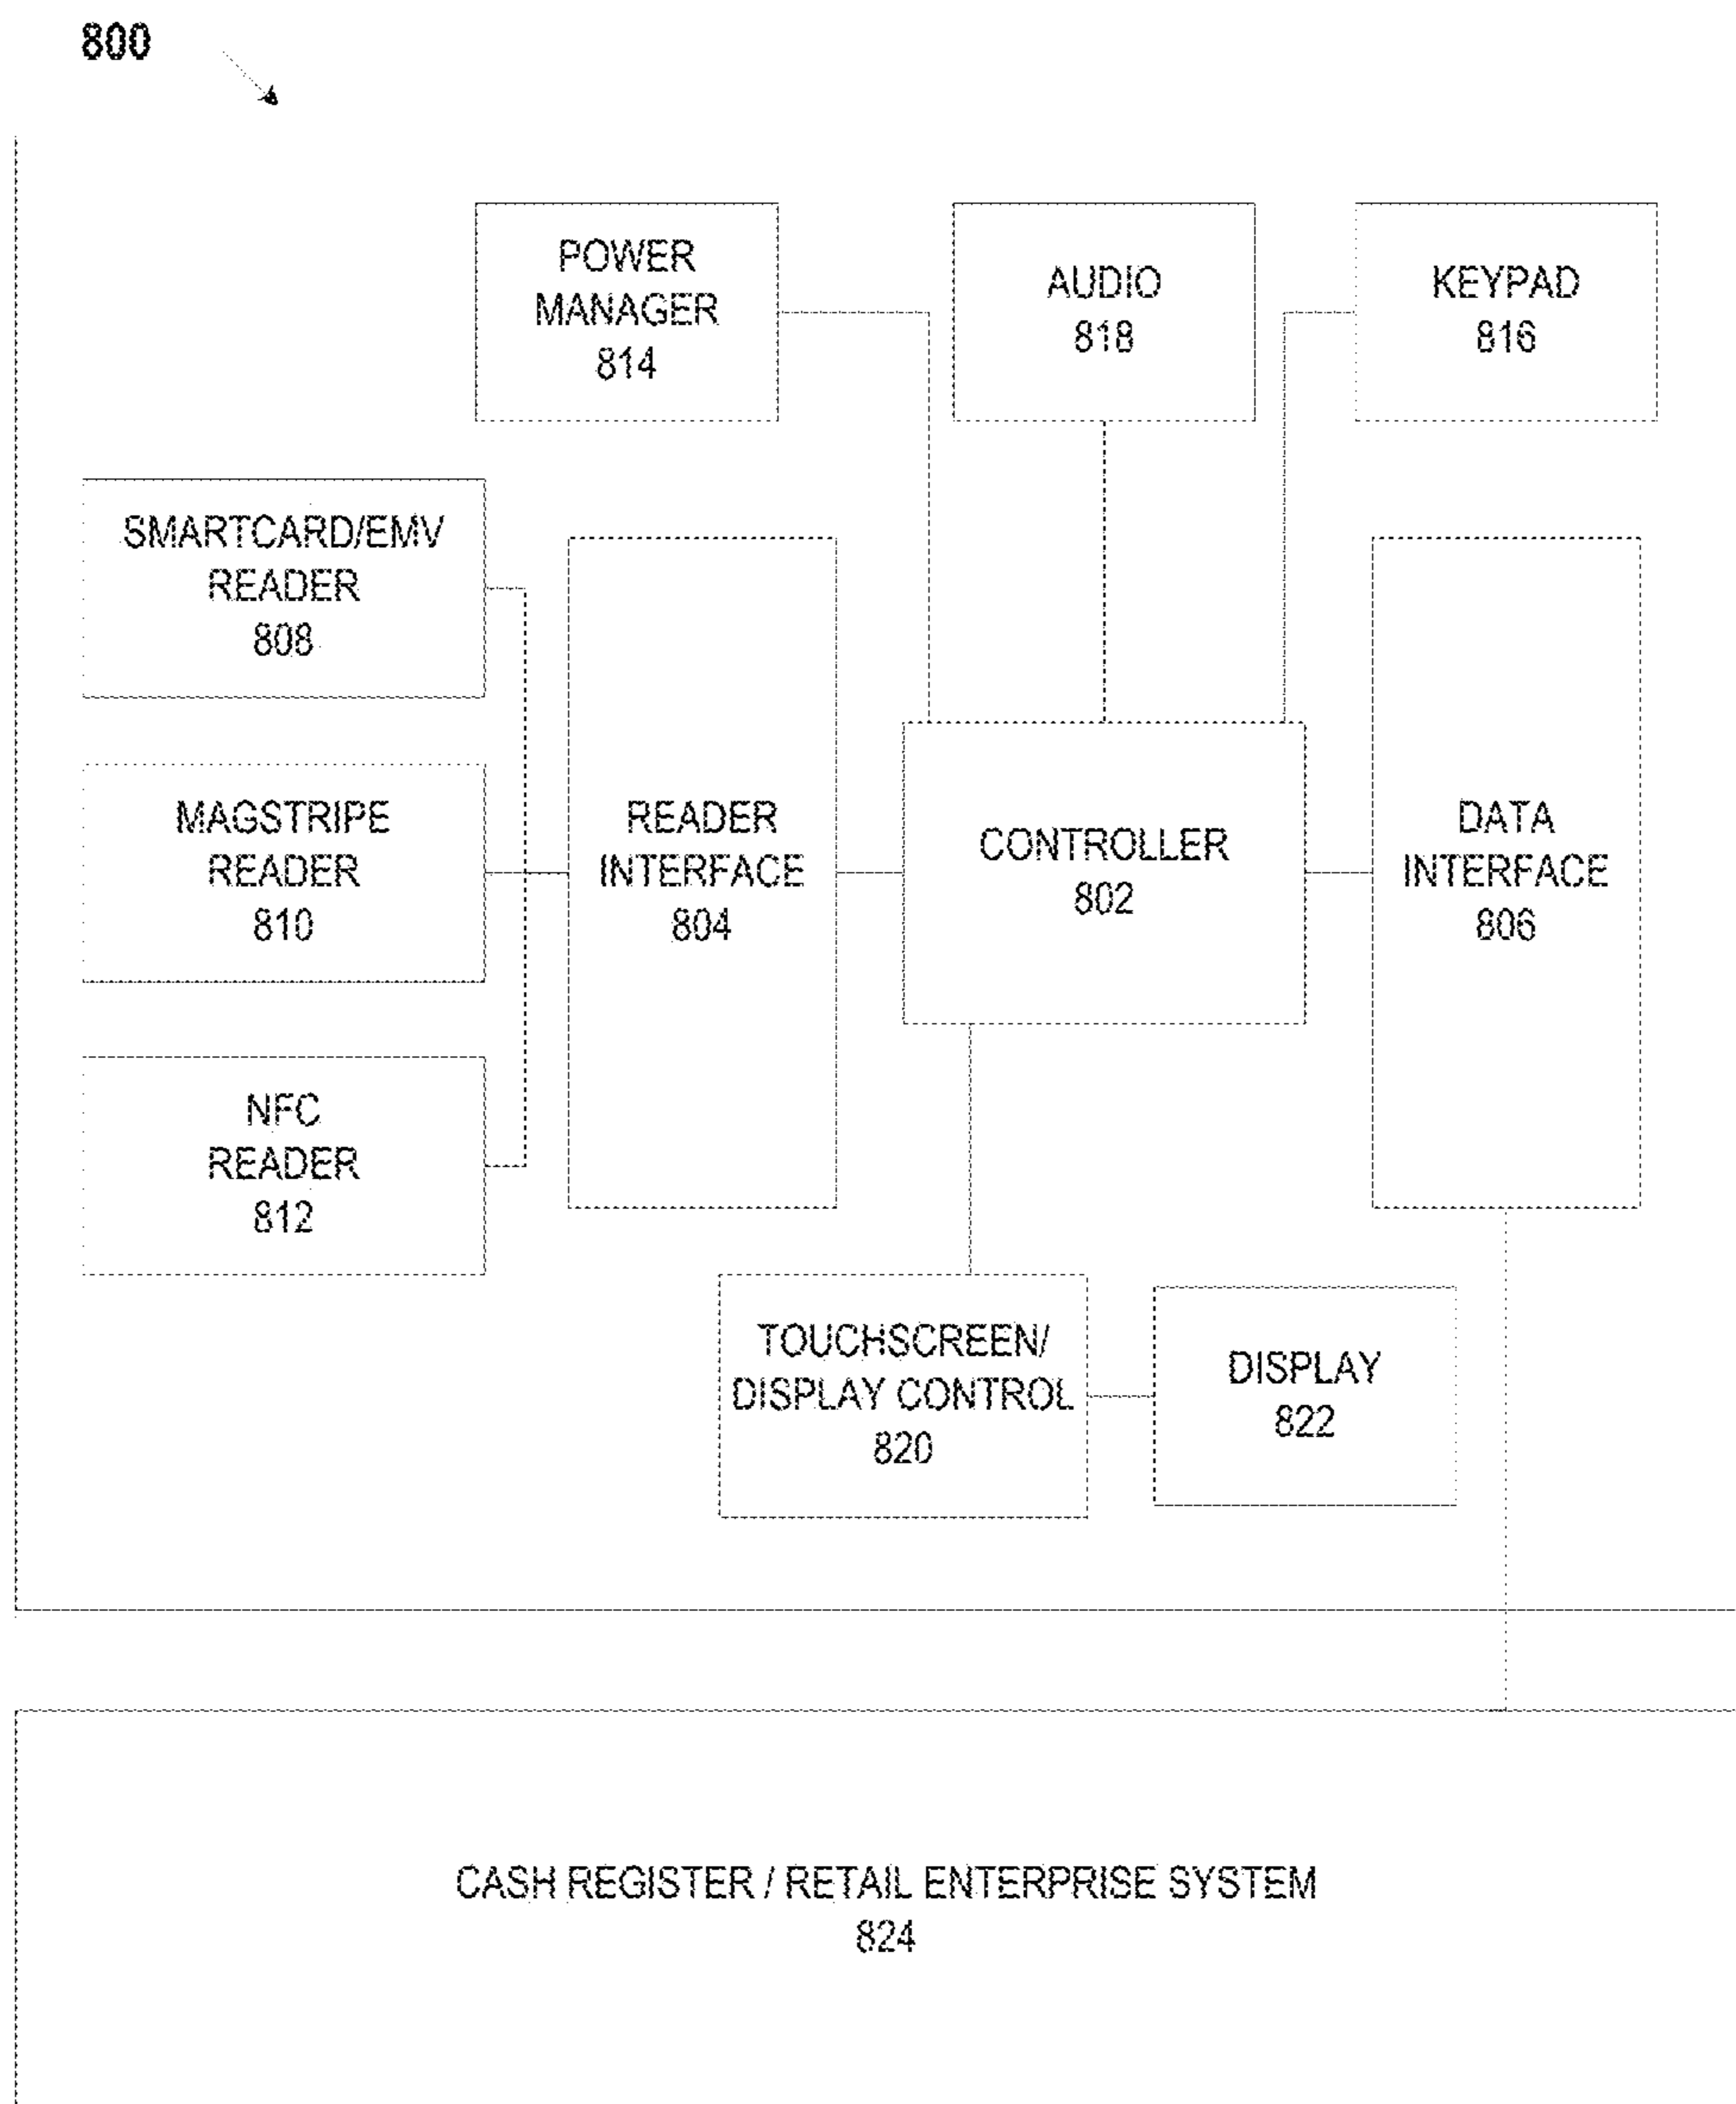 800
POWER
MANAGER
814
AUDIO
818
KEYPAD
816
SMARTCARD/EMV
READER
808
MAGSTRIPE
READER
810
NFC
READER
812
READER
INTERFACE
804
CONTROLLER
802
DATA
INTERFACE
806
TOUCHSCREEN/
DISPLAY CONTROL
820
DISPLAY
822
CASH REGISTER / RETAIL ENTERPRISE SYSTEM
824